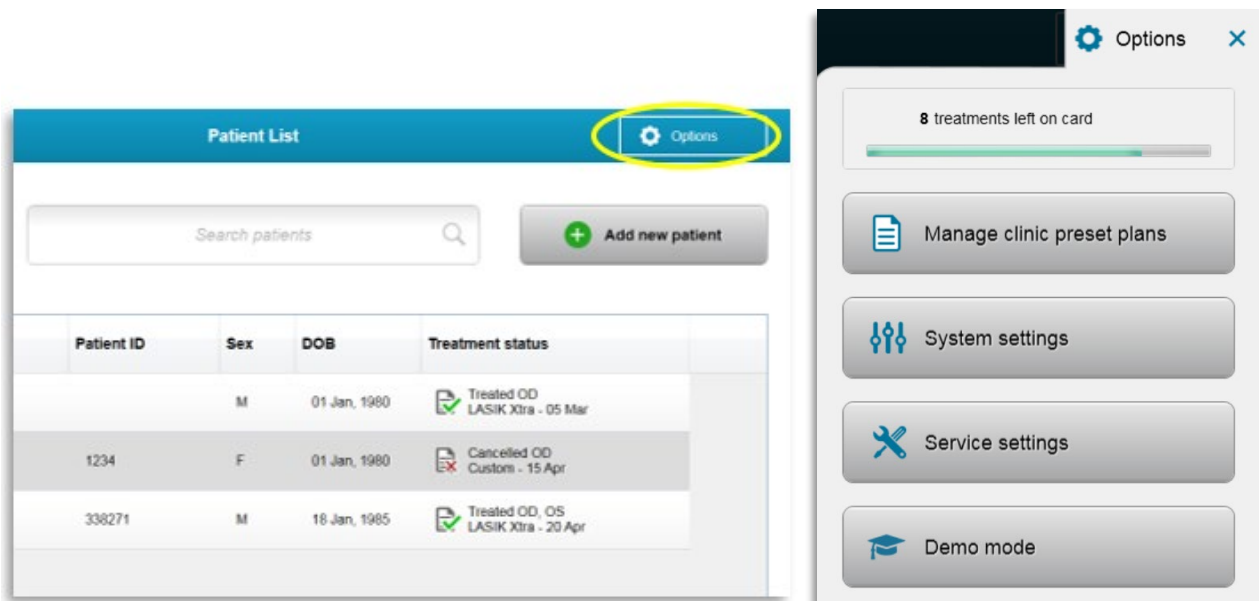 Patient List
Options
Search patients
Add new patient
Patient ID Sex DOB Treatment status
M 01 Jan, 1980 Treated OD
LASIK Xtra - 05 Mar
1234 F 01 Jan, 1980 Cancelled OD
Custom - 15 Apr
338271 M 18 Jan, 1985 Treated OD, OS
LASIK Xtra - 20 Apr
Options
8 treatments left on card
Manage clinic preset plans
System settings
Service settings
Demo mode